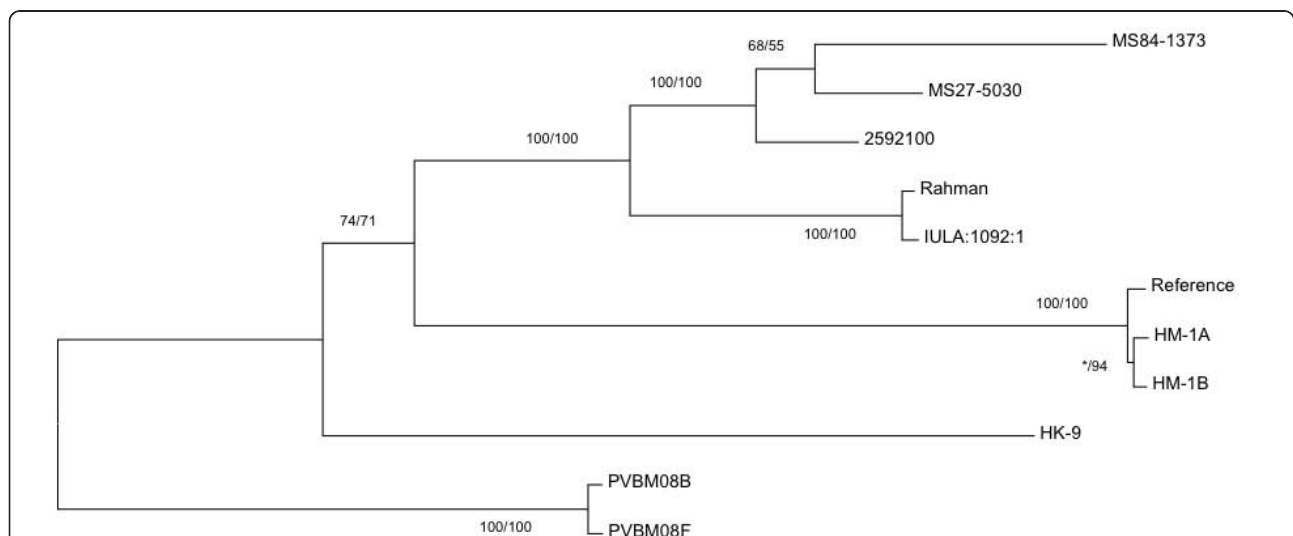 68/55
MS84-1373
100/100
MS27-5030
100/100
2592100
Rahman
74/71
100/100
IULA:1092:1
Reference
100/100
HM-1A
*/94
HM-1B
HK-9
PVBM08B
100/100
PVBM08F